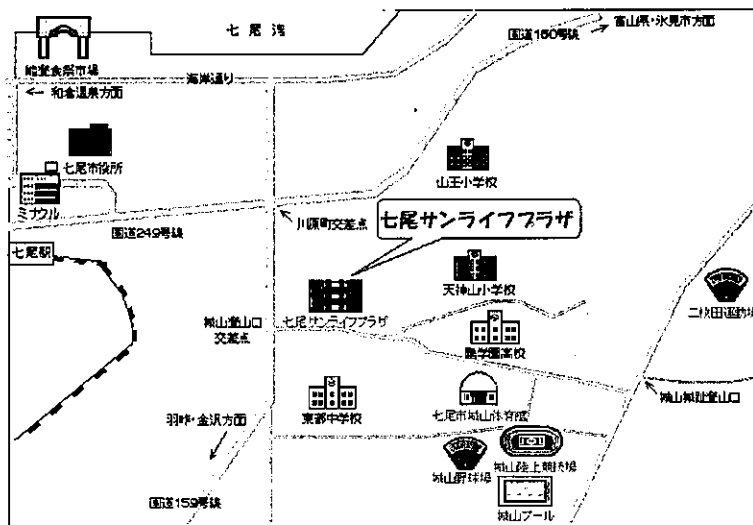 七尾湾
国道160号線
富山県・氷見市方面
能登食祭市場
海岸通り
和倉温泉方面
七尾市役所
山王小学校
ミナクル
国道249号線
川原町交差点
七尾サンライフプラザ
七尾駅
天神山小学校
城山登山口
交差点
七尾サンライフプラザ
鵬学園高校
城山城址登山口
羽咋・金沢方面
東部中学校
七尾市城山体育館
城山野球場
城山陸上競技場
国道159号線
城山プール